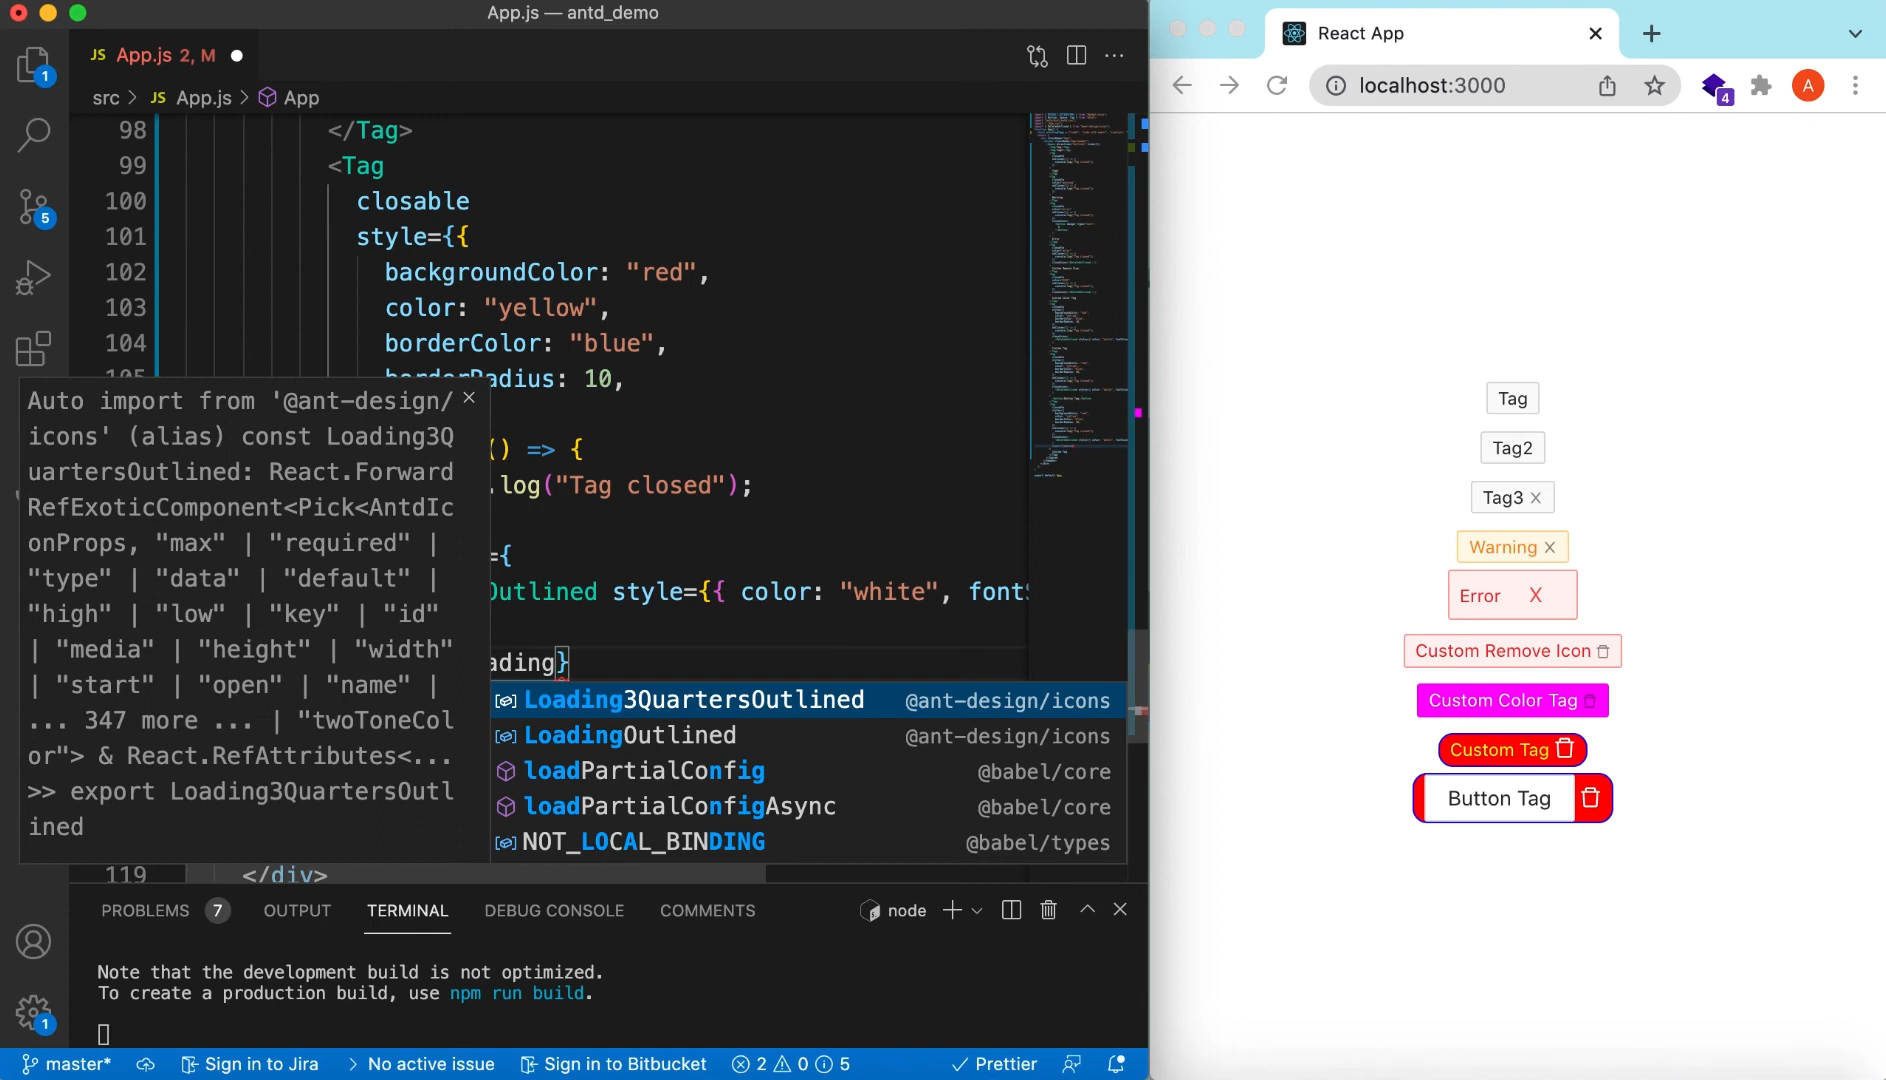 App.js — antd_demo
JS App.js 2, M
src > JS App.js > App
1
5
98 </Tag>
99 <Tag
100 closable
101 style={{
102 backgroundColor: "red",
103 color: "yellow",
104 borderColor: "blue",
105 borderRadius: 10,
() => {
.log("Tag closed");
={
Outlined style={{ color: "white", font
ading}
Auto import from '@ant-design/
icons' (alias) const Loading3Q
uartersOutlined: React.Forward
RefExoticComponent<Pick<AntdIc
onProps, "max" | "required" |
"type" | "data" | "default" |
"high" | "low" | "key" | "id"
| "media" | "height" | "width"
| "start" | "open" | "name" |
... 347 more ... | "twoToneCol
or"> & React.RefAttributes<...
>> export Loading3QuartersOutl
ined
Loading3QuartersOutlined @ant-design/icons
LoadingOutlined @ant-design/icons
loadPartialConfig @babel/core
loadPartialConfigAsync @babel/core
NOT_LOCAL_BINDING @babel/types
119 </div>
PROBLEMS 7 OUTPUT TERMINAL DEBUG CONSOLE COMMENTS node
Note that the development build is not optimized.
To create a production build, use npm run build.
1
master* Sign in to Jira > No active issue Sign in to Bitbucket 2 0 5 Prettier
React App
localhost:3000
4
A
Tag
Tag2
Tag3
Warning
Error X
Custom Remove Icon
Custom Color Tag
Custom Tag
Button Tag